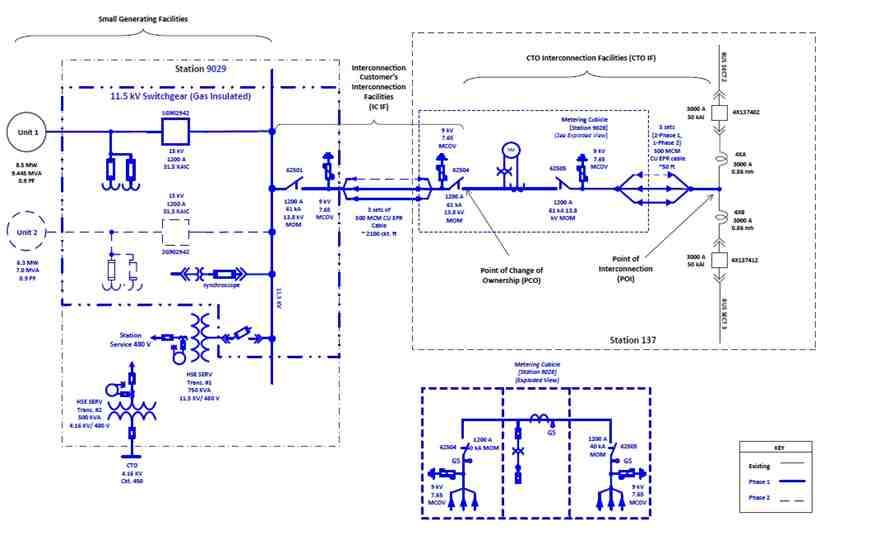 Small Generating Facilities
Station 9029
11.5 kV Switchgear (Gas Insulated)
Unit 1
8.5 MW
9.445 MVA
0.9 PF
1G902942
15 kV
1200 A
31.5 KAIC
15 kV
1200 A
31.5 KAIC
Unit 2
6.3 MW
7.0 MVA
0.9 PF
2G902942
synchroscope
11.5 KV
Station
Service 480 V
HSE SERV
Trans. #1
750 KVA
11.5 KV/ 480 V
HSE SERV
Trans. #2
500 KVA
4.16 KV/ 480 V
CTO
4.16 KV
Ckt. 450
Interconnection
Customer's
Interconnection
Facilities
(IC IF)
62501
1200 A
61 kA
13.8 kV
MOM
9 kV
7.65
MCOV
3 sets of
500 MCM CU EPR
Cable
~ 2100 ckt. ft
CTO Interconnection Facilities (CTO IF)
Metering Cubicle
[Station 9028]
(See Exploded View)
9 kV
7.65
MCOV
62504
1200 A
61 kA
13.8 kV
MOM
9 kV
7.65
MCOV
62505
1200 A
61 kA 13.8
kV MOM
3 sets
(2-Phase 1,
1-Phase 2)
500 MCM
CU EPR cable
~50 ft
Point of Change of
Ownership (PCO)
Point of
Interconnection
(POI)
BUS SECT 2
3000 A
50 kAI
4X137402
4XA
3000 A
0.86 mh
4XB
3000 A
0.86 mh
3000 A
50 kAI
4X137412
BUS SECT 3
Station 137
Metering Cubicle
[Station 9028]
(Exploded View)
62504
1200 A
40 kA MOM
GS
9 kV
7.65
MCOV
GS
1200 A
40 kA
MOM
62505
GS
9 kV
7.65
MCOV
KEY
Existing
Phase 1
Phase 2